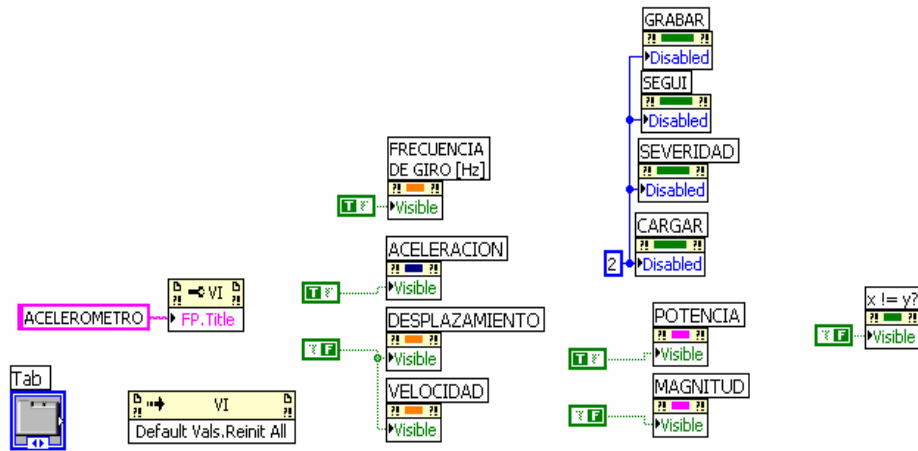 GRABAR
Disabled
SEGUI
Disabled
SEVERIDAD
Disabled
CARGAR
2
Disabled
FRECUENCIA
DE GIRO [Hz]
T
Visible
ACELERACION
T
Visible
DESPLAZAMIENTO
F
Visible
VELOCIDAD
Visible
ACELEROMETRO
VI
FP.Title
Tab
VI
Default Vals.Reinit All
POTENCIA
T
Visible
MAGNITUD
F
Visible
x != y?
F
Visible